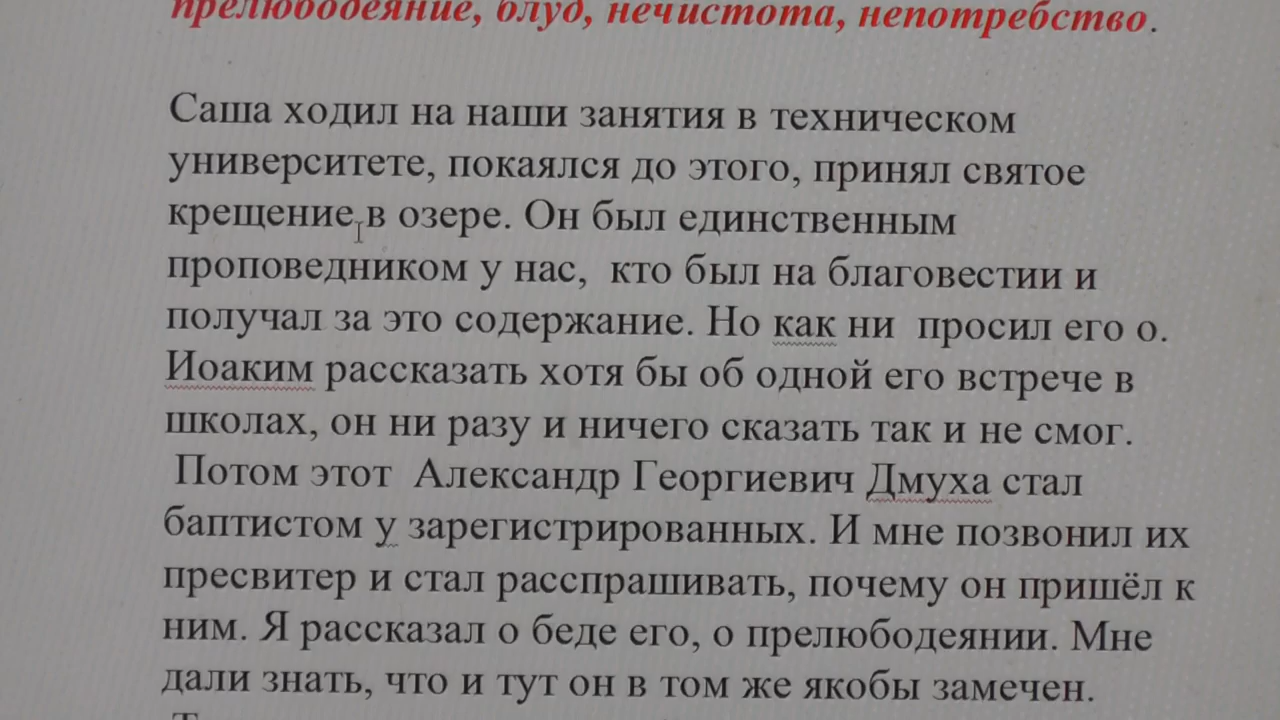 прелюбодеяние, блуд, нечистота, непотребство.
Саша ходил на наши занятия в техническом
университете, покаялся до этого, принял святое
крещение в озере. Он был единственным
проповедником у нас,  кто был на благовестии и
получал за это содержание. Но как ни  просил его о.
Иоаким рассказать хотя бы об одной его встрече в
школах, он ни разу и ничего сказать так и не смог.
Потом этот  Александр Георгиевич Дмуха стал
баптистом у зарегистрированных. И мне позвонил их
пресвитер и стал расспрашивать, почему он пришёл к
ним. Я рассказал о беде его, о прелюбодеянии. Мне
дали знать, что и тут он в том же якобы замечен.